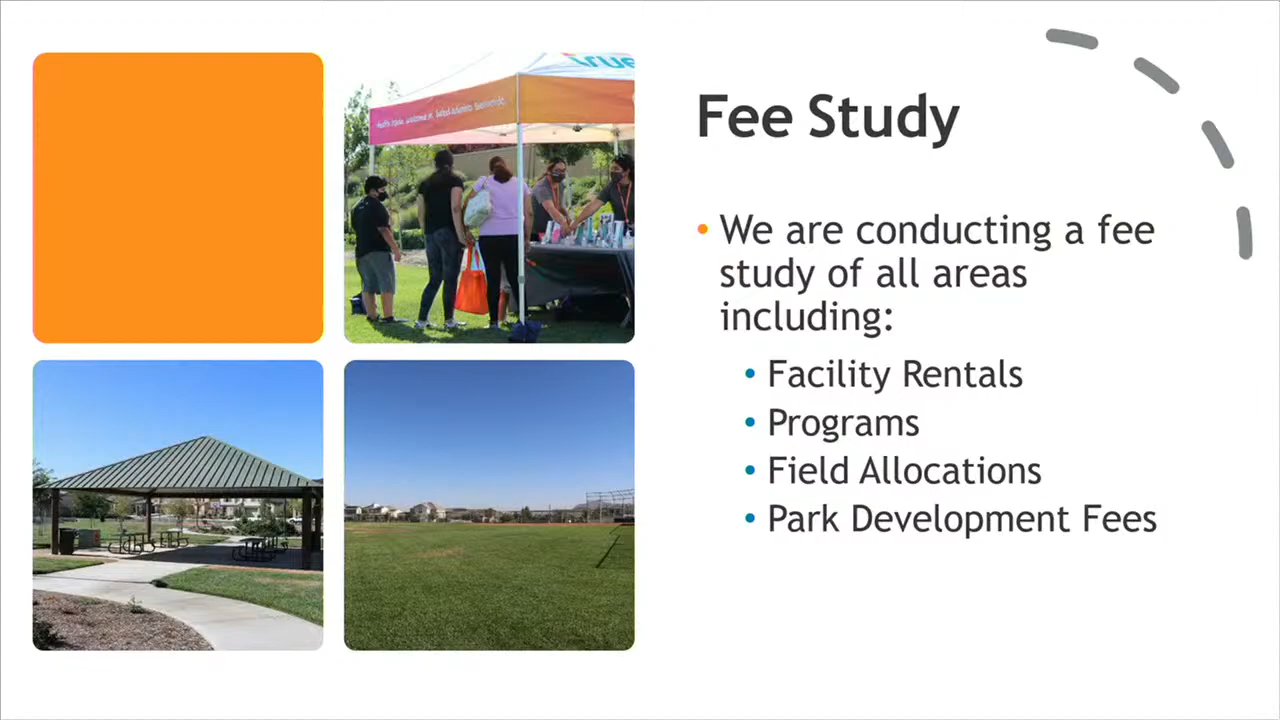 Fee Study
• We are conducting a fee
study of all areas
including:
• Facility Rentals
• Programs
• Field Allocations
• Park Development Fees